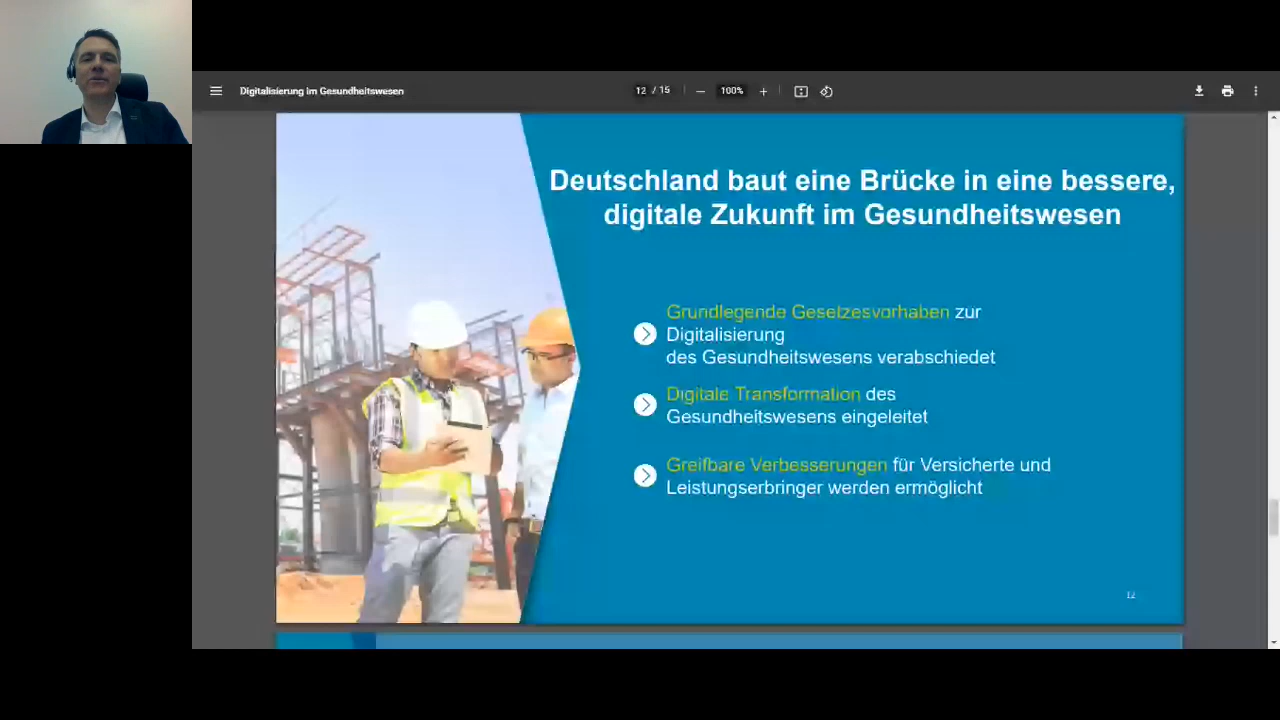 Digitalisierung im Gesundheitswesen
12 / 15
100%
Deutschland baut eine Brücke in eine bessere,
digitale Zukunft im Gesundheitswesen
Grundlegende Gesetzesvorhaben zur
Digitalisierung
des Gesundheitswesens verabschiedet
Digitale Transformation des
Gesundheitswesens eingeleitet
Greifbare Verbesserungen für Versicherte und
Leistungserbringer werden ermöglicht
12